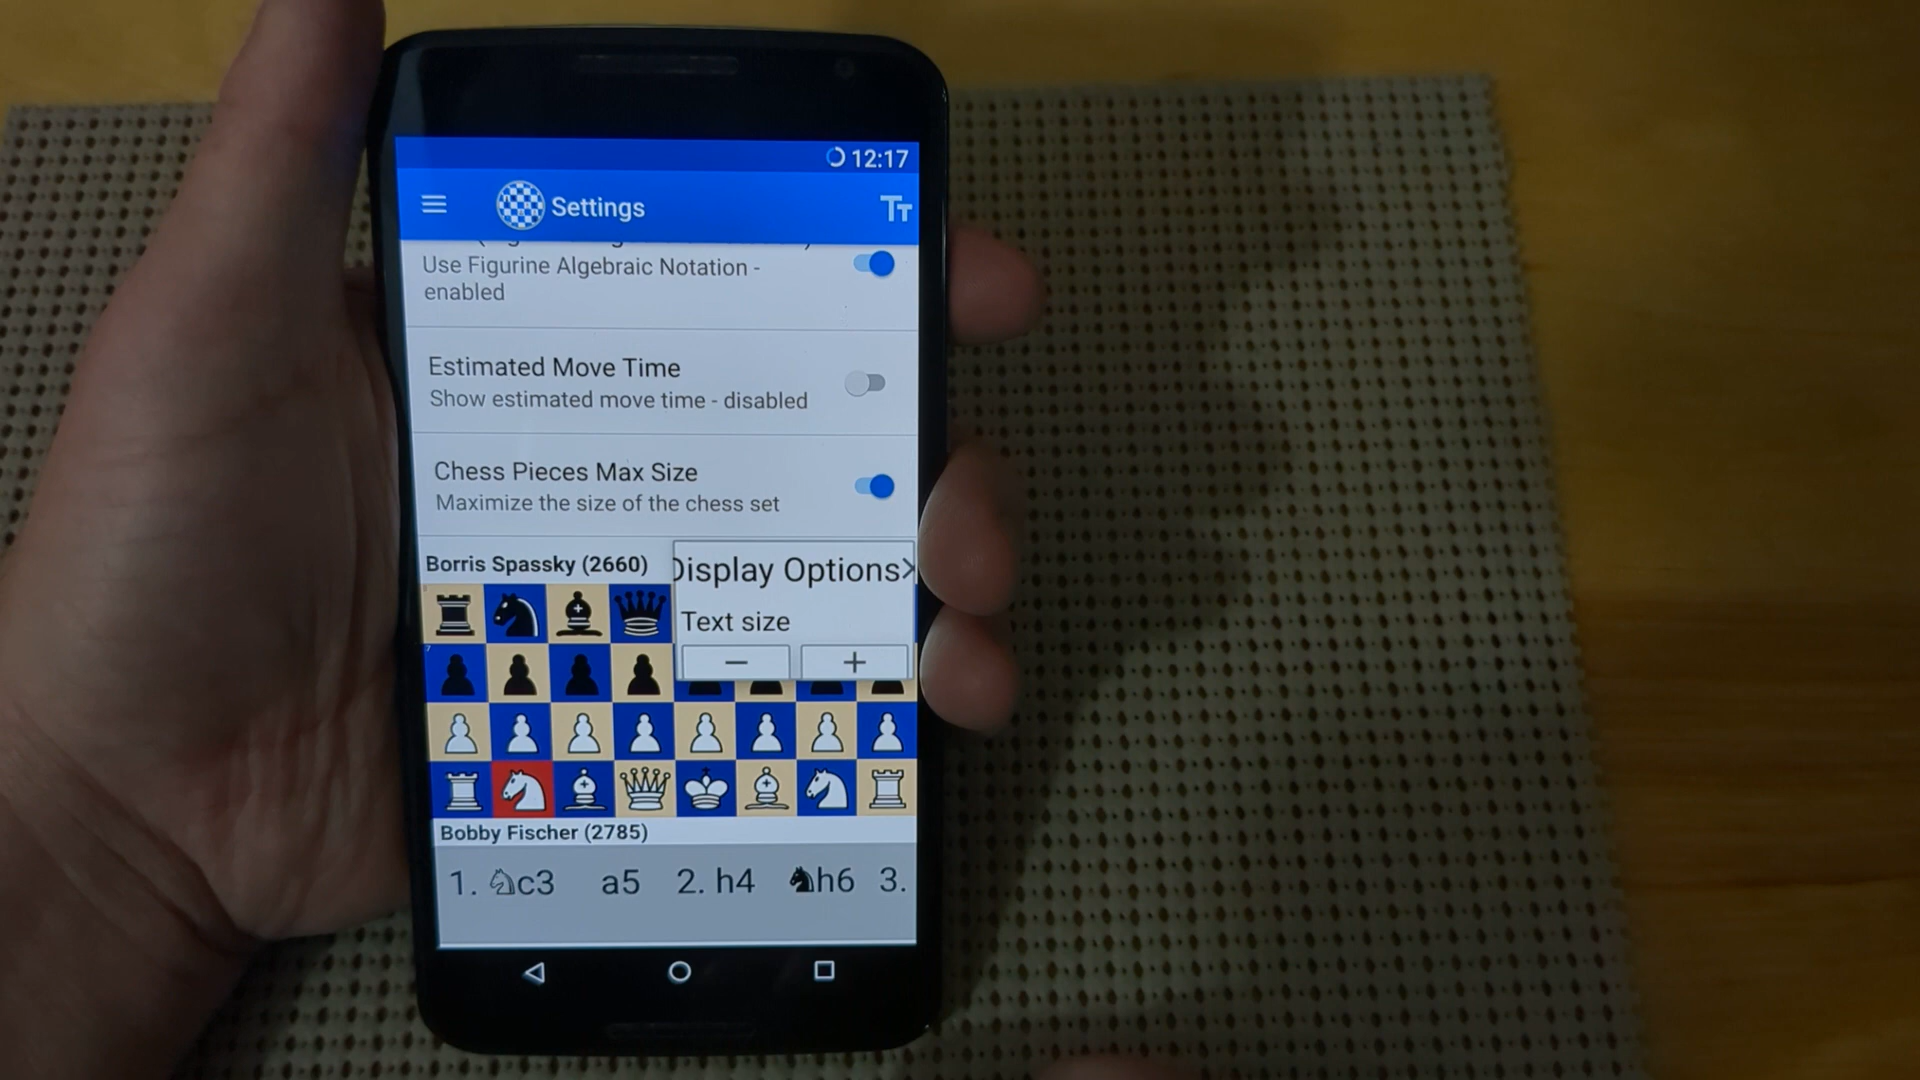 12:17
Settings
Tт
Use Figurine Algebraic Notation -
enabled
Estimated Move Time
Show estimated move time - disabled
Chess Pieces Max Size
Maximize the size of the chess set
Borris Spassky (2660)
Display Options
Text size
− +
7
Bobby Fischer (2785)
1. ♘c3 a5 2. h4 ♞h6 3.